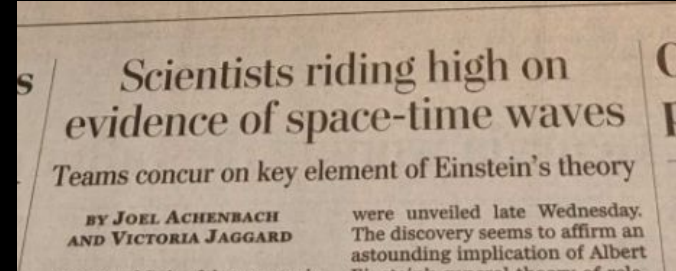 Scientists riding high on
evidence of space-time waves
Teams concur on key element of Einstein's theory
BY JOEL ACHENBACH
AND VICTORIA JAGGARD
were unveiled late Wednesday.
The discovery seems to affirm an
astounding implication of Albert